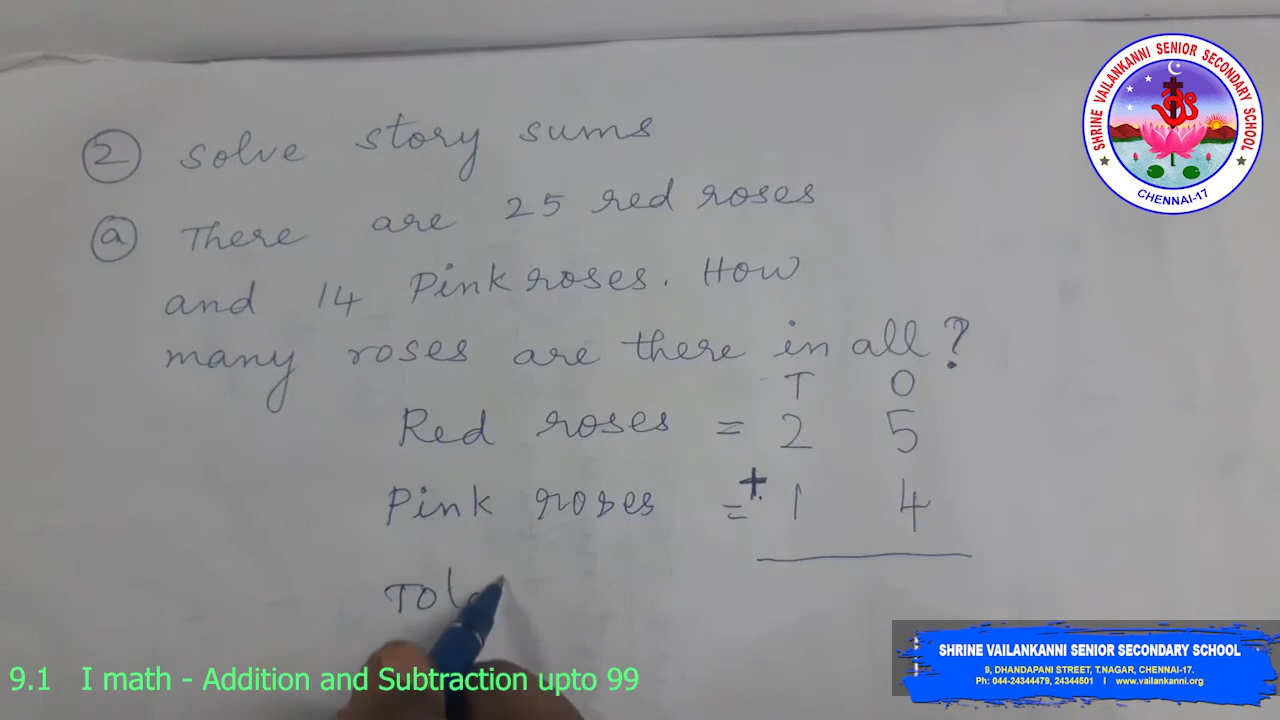 2 Solve story sums
a There are 25 red roses
and 14 Pink roses. How
many roses are there in all?
T O
Red roses = 2 5
Pink roses = + 1 4
SHRINE VAILANKANNI SENIOR SECONDARY SCHOOL
CHENNAI-17
9.1 I math - Addition and Subtraction upto 99
SHRINE VAILANKANNI SENIOR SECONDARY SCHOOL
9, DHANDAPANI STREET, T.NAGAR, CHENNAI-17.
Ph: 044-24344479, 24344501 I www.vailankanni.org